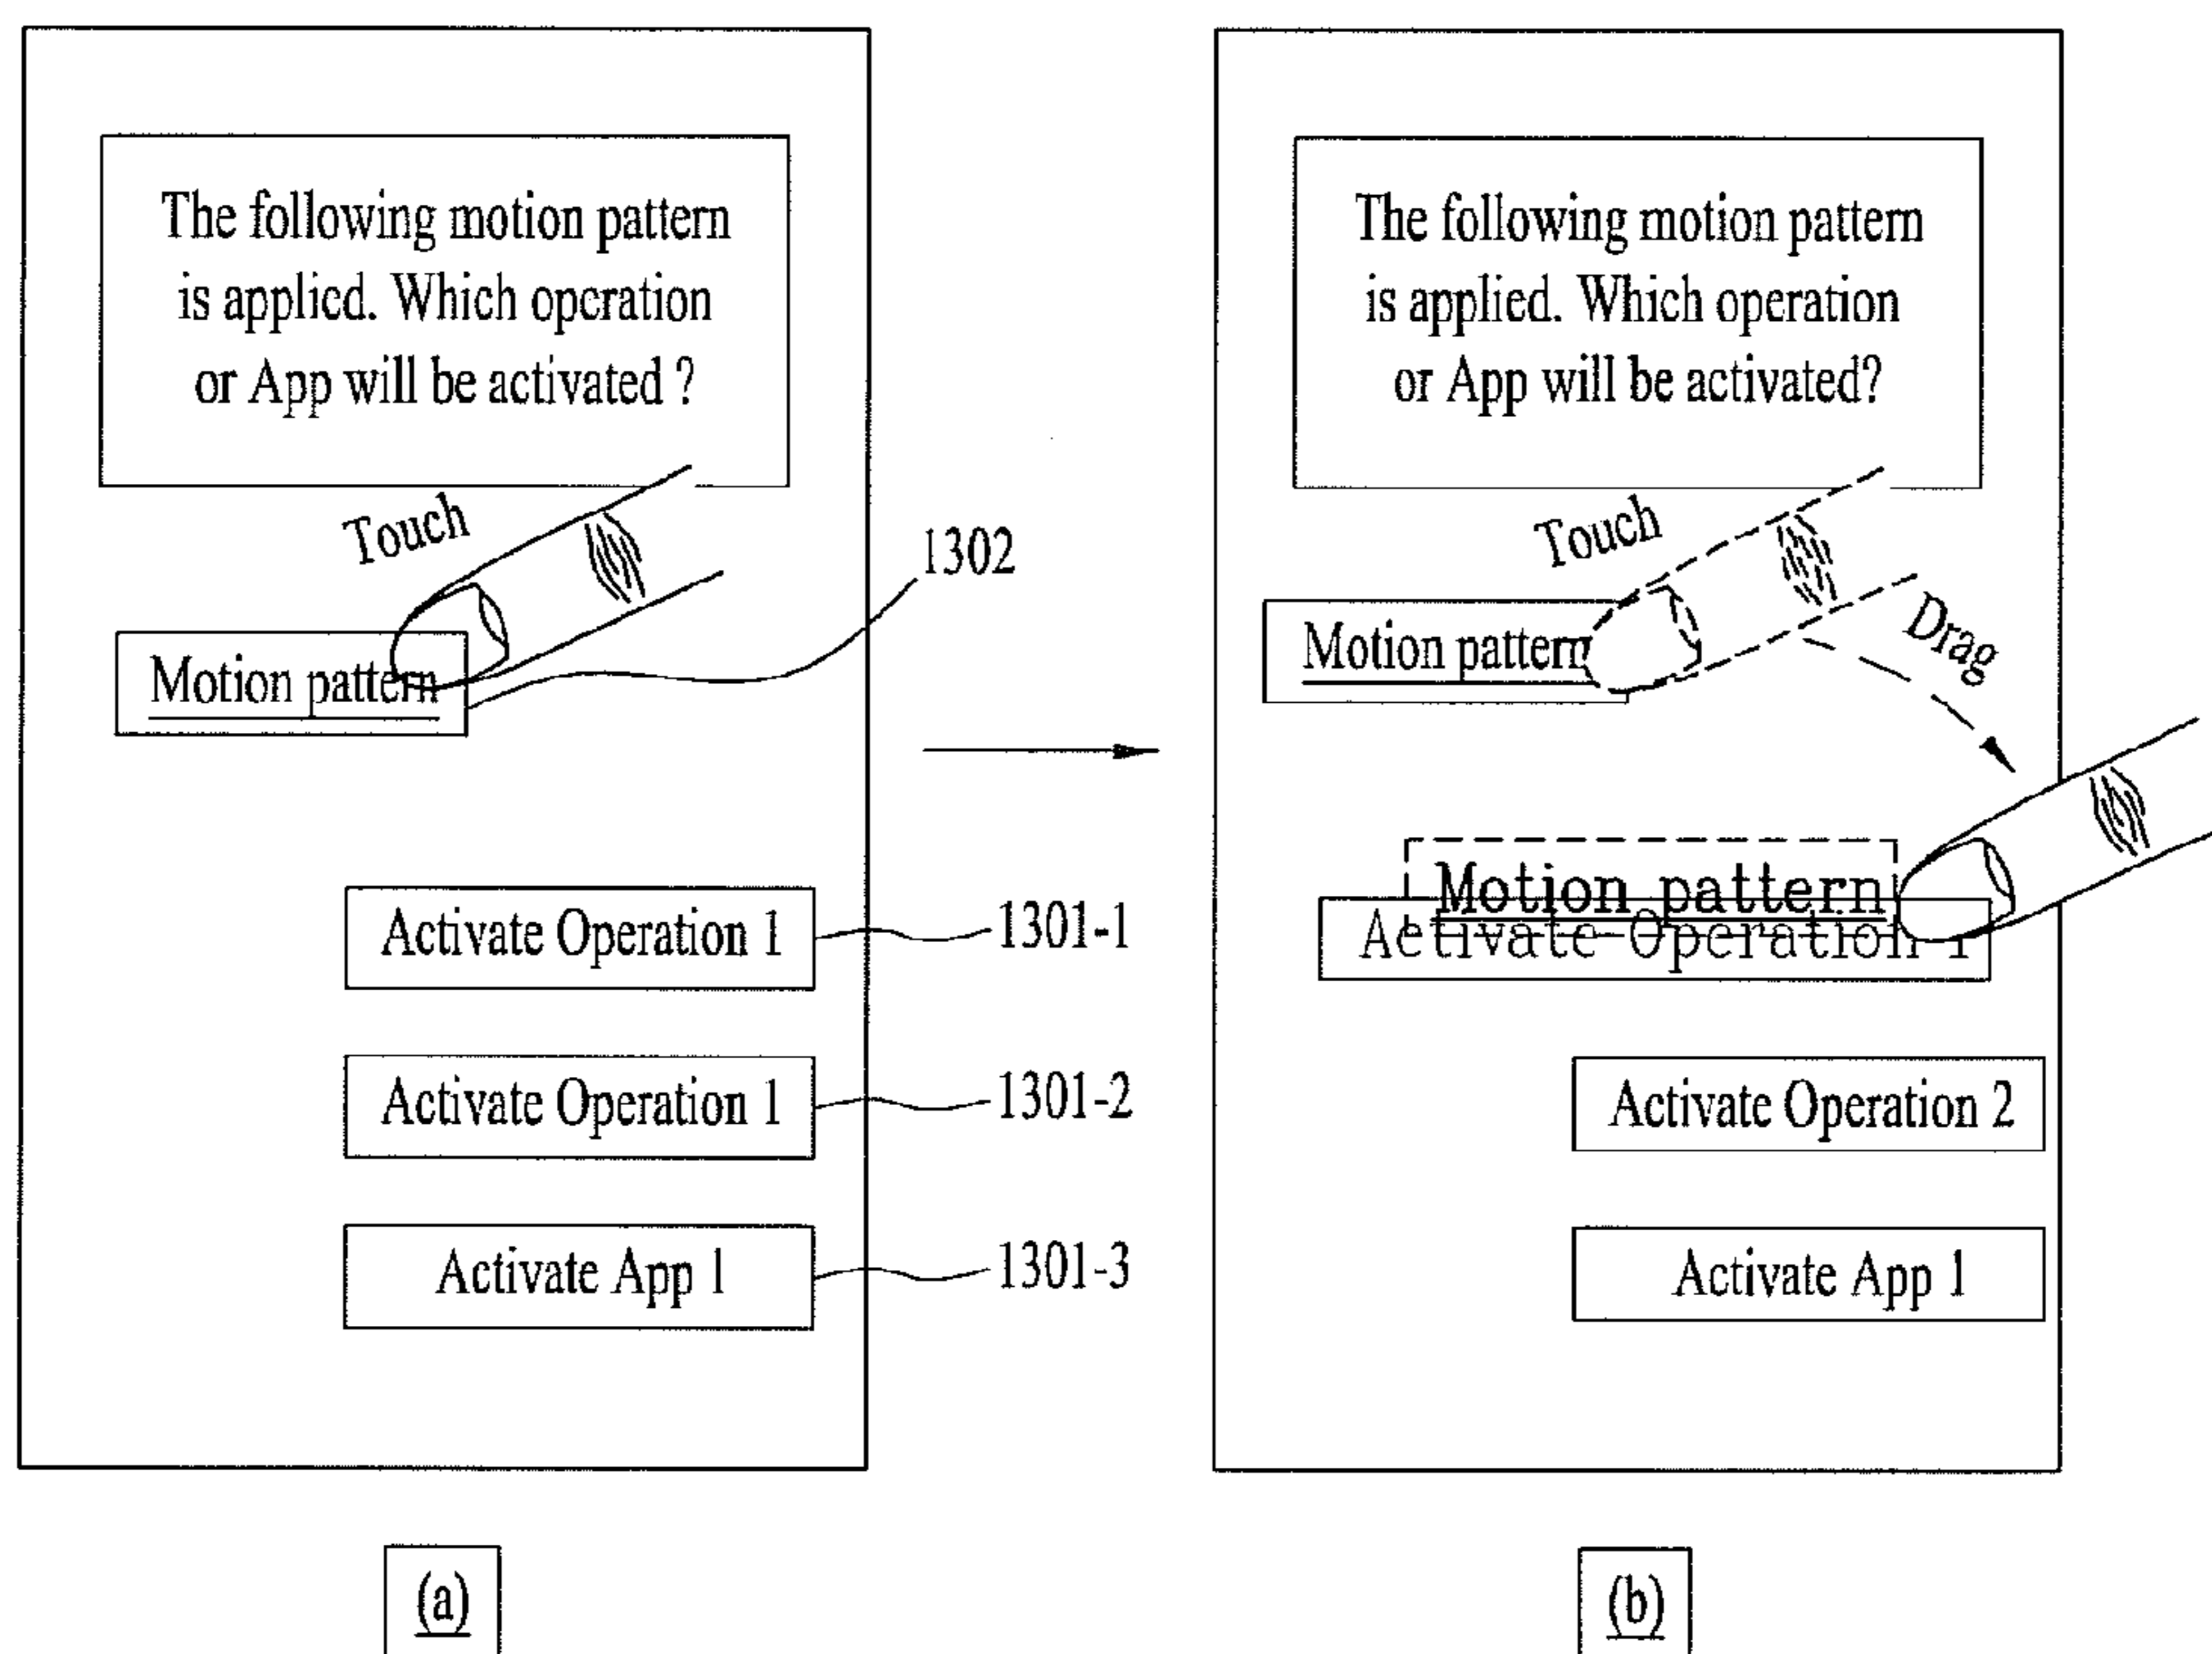 The following motion pattern
is applied. Which operation
or App will be activated ?
Touch
1302
Motion pattern
Activate Operation 1
1301-1
Activate Operation 1
1301-2
Activate App 1
1301-3
(a)
The following motion pattern
is applied. Which operation
or App will be activated?
Touch
Motion pattern
Drag
Motion pattern
Activate Operation 1
Activate Operation 2
Activate App 1
(b)